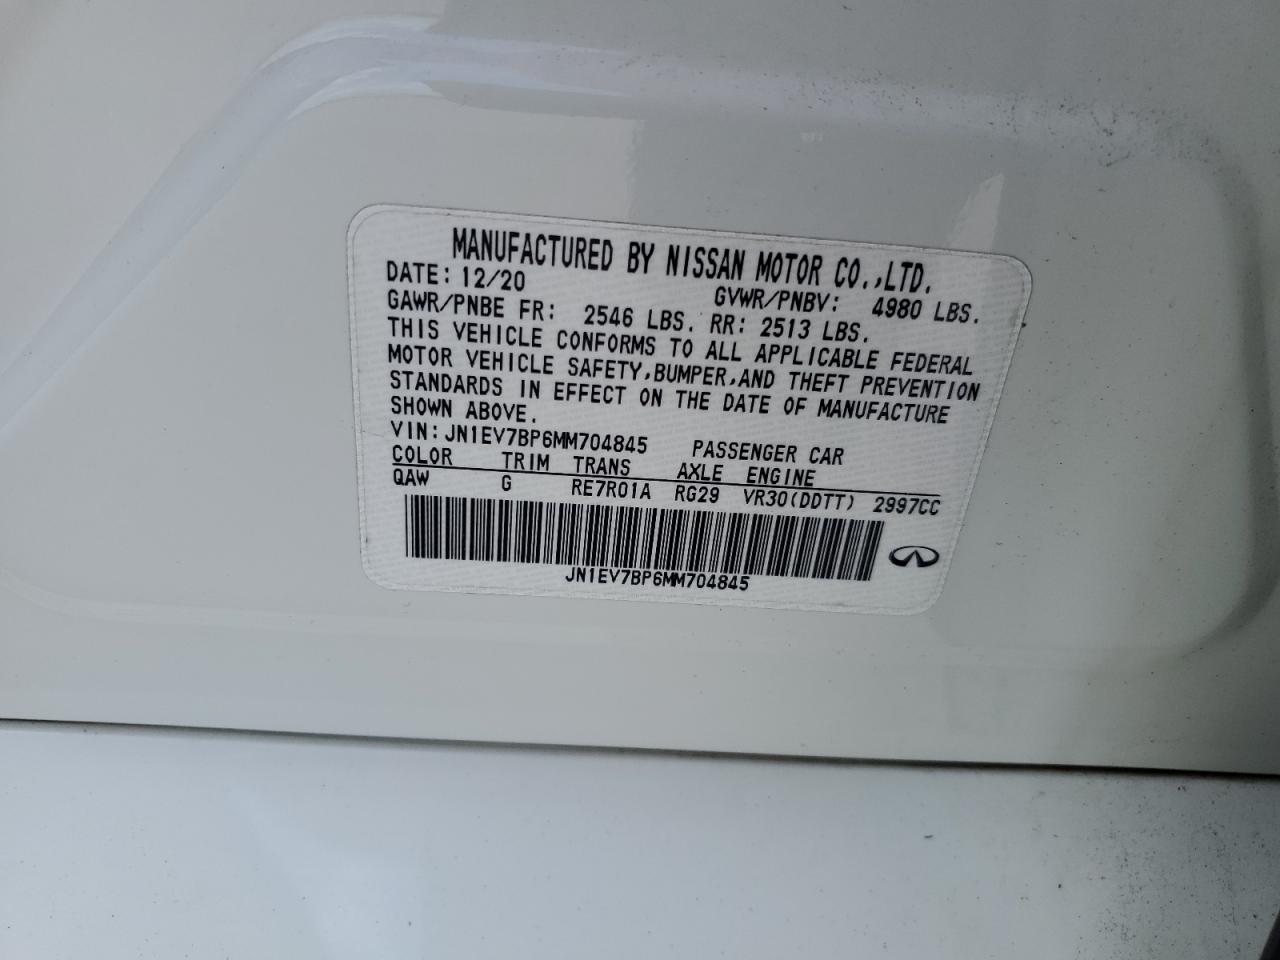 MANUFACTURED BY NISSAN MOTOR CO.,LTD.
DATE: 12/20 GVWR/PNBV: 4980 LBS.
GAWR/PNBE FR: 2546 LBS. RR: 2513 LBS.
THIS VEHICLE CONFORMS TO ALL APPLICABLE FEDERAL
MOTOR VEHICLE SAFETY,BUMPER,AND THEFT PREVENTION
STANDARDS IN EFFECT ON THE DATE OF MANUFACTURE
SHOWN ABOVE.
VIN: JN1EV7BP6MM704845 PASSENGER CAR
COLOR TRIM TRANS AXLE ENGINE
QAW G RE7R01A RG29 VR30(DDTT) 2997CC
JN1EV7BP6MM704845